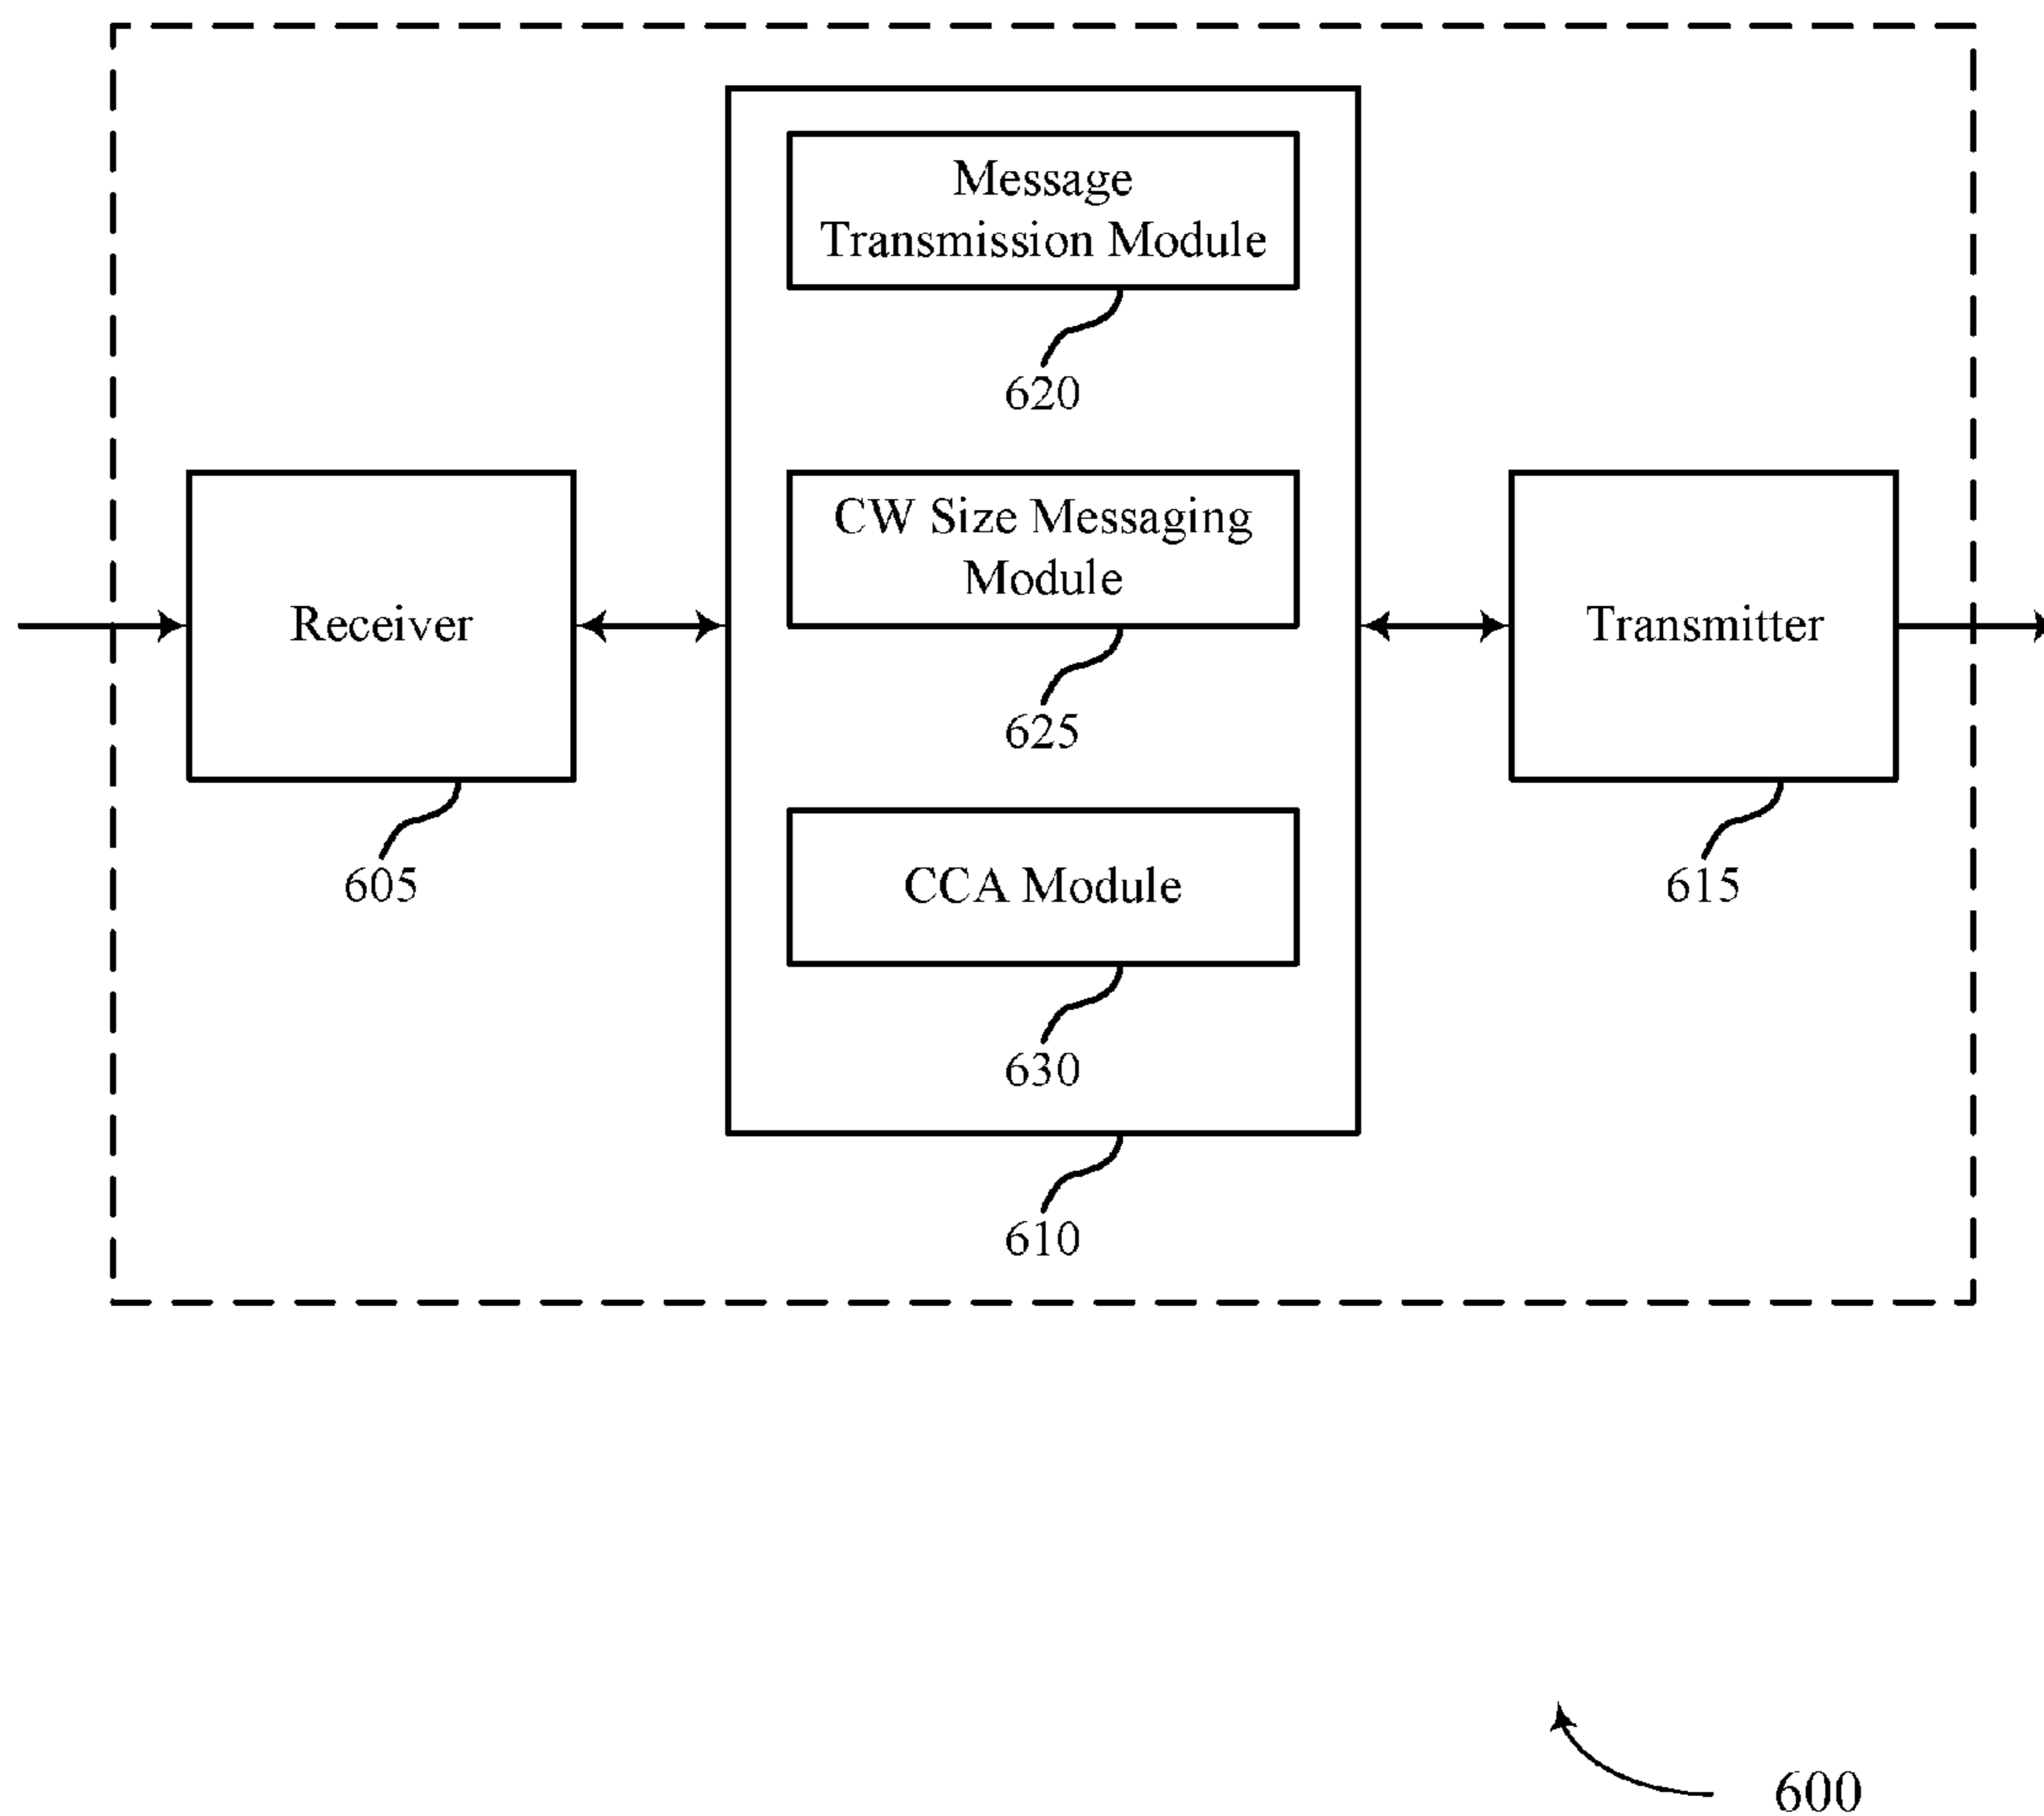 Message
Transmission Module
620
CW Size Messaging
Module
625
Receiver
605
Transmitter
615
CCA Module
630
610
600